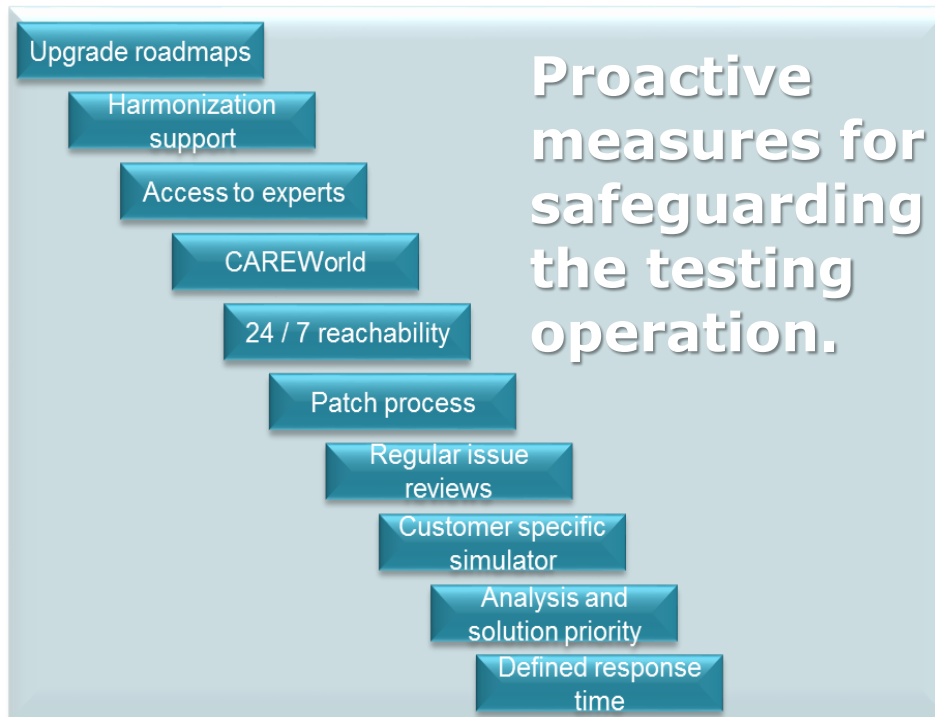 Upgrade roadmaps
Harmonization
support
Access to experts
CAREWorld
24 / 7 reachability
Patch process
Regular issue
reviews
Customer specific
simulator
Analysis and
solution priority
Defined response
time
Proactive
measures for
safeguarding
the testing
operation.